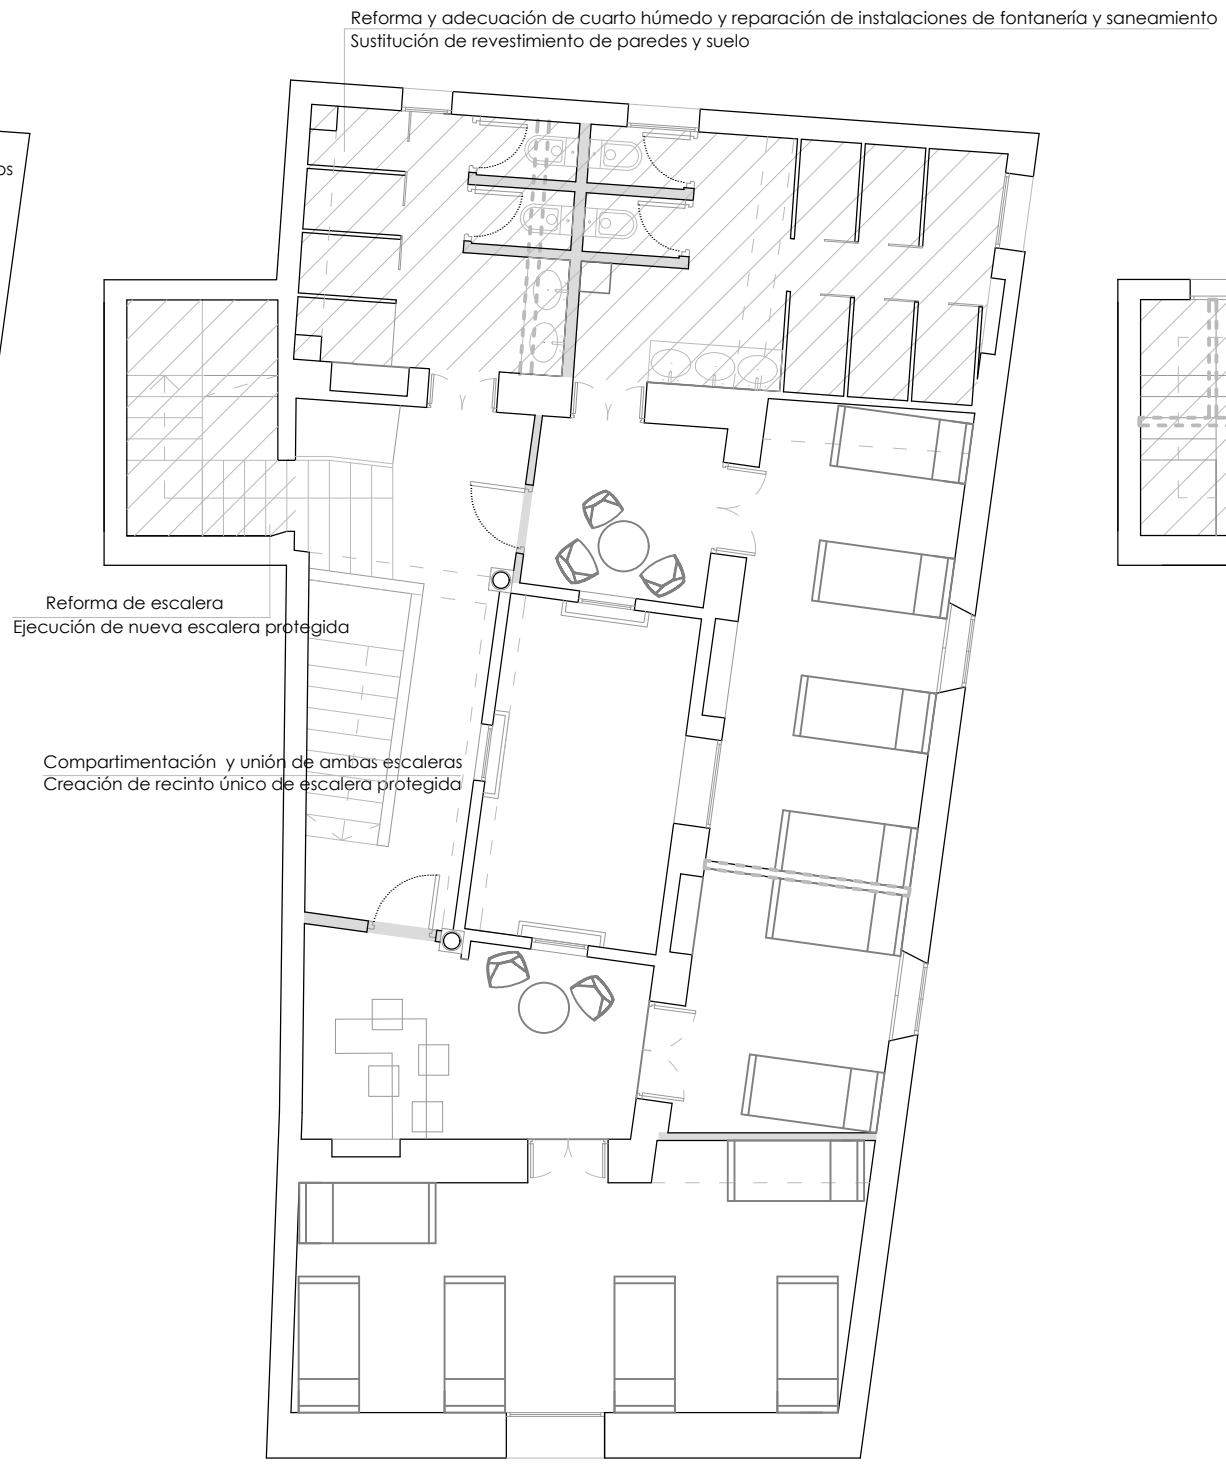 Reforma y adecuación de cuarto húmedo y reparación de instalaciones de fontanería y saneamiento
Sustitución de revestimiento de paredes y suelo
os
Reforma de escalera
Ejecución de nueva escalera protegida
Compartimentación y unión de ambas escaleras
Creación de recinto único de escalera protegida